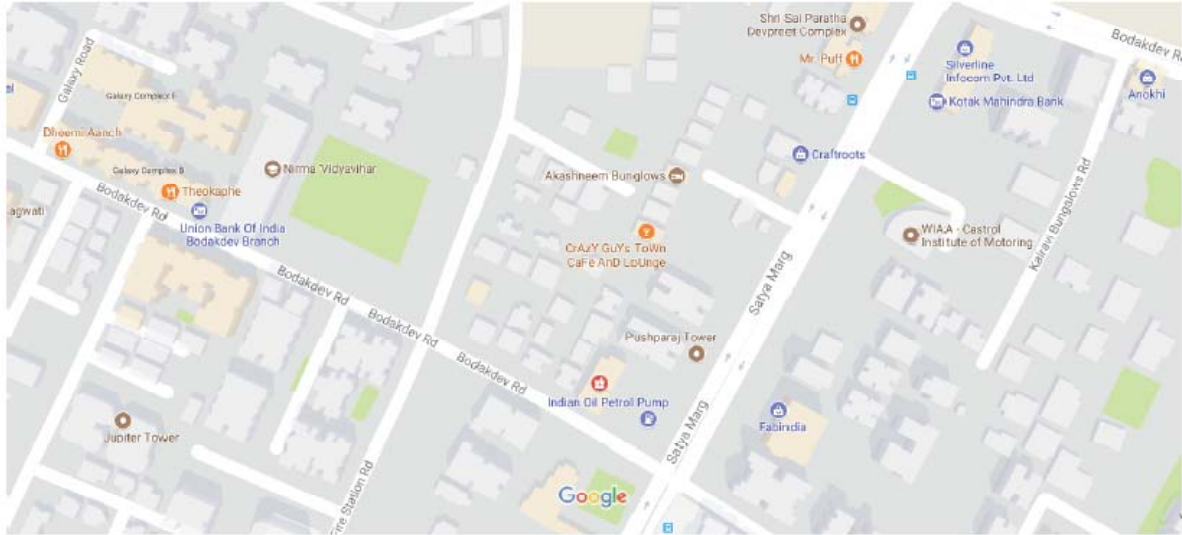 Shri Sai Paratha
Devpreet Complex
Mr. Puff
Silverline
Infocom Pvt. Ltd
Kotak Mahindra Bank
Bodakdev Rd
Anokhi
Galaxy Road
Galaxy Complex F
Dheemi Aanch
Galaxy Complex B
Nirma Vidyavihar
Theokaphe
Union Bank Of India
Bodakdev Branch
Bodakdev Rd
agwati
Akashneem Bunglows
Craftroots
CrAzY GuYs ToWn
CaFe AnD LoUnge
WIAA - Castrol
Institute of Motoring
Kairavi Bungalows Rd
Satya Marg
Bodakdev Rd
Bodakdev Rd
Bodakdev Rd
Pushparaj Tower
Indian Oil Petrol Pump
Fabindia
Satya Marg
Jupiter Tower
Fire Station Rd
Google